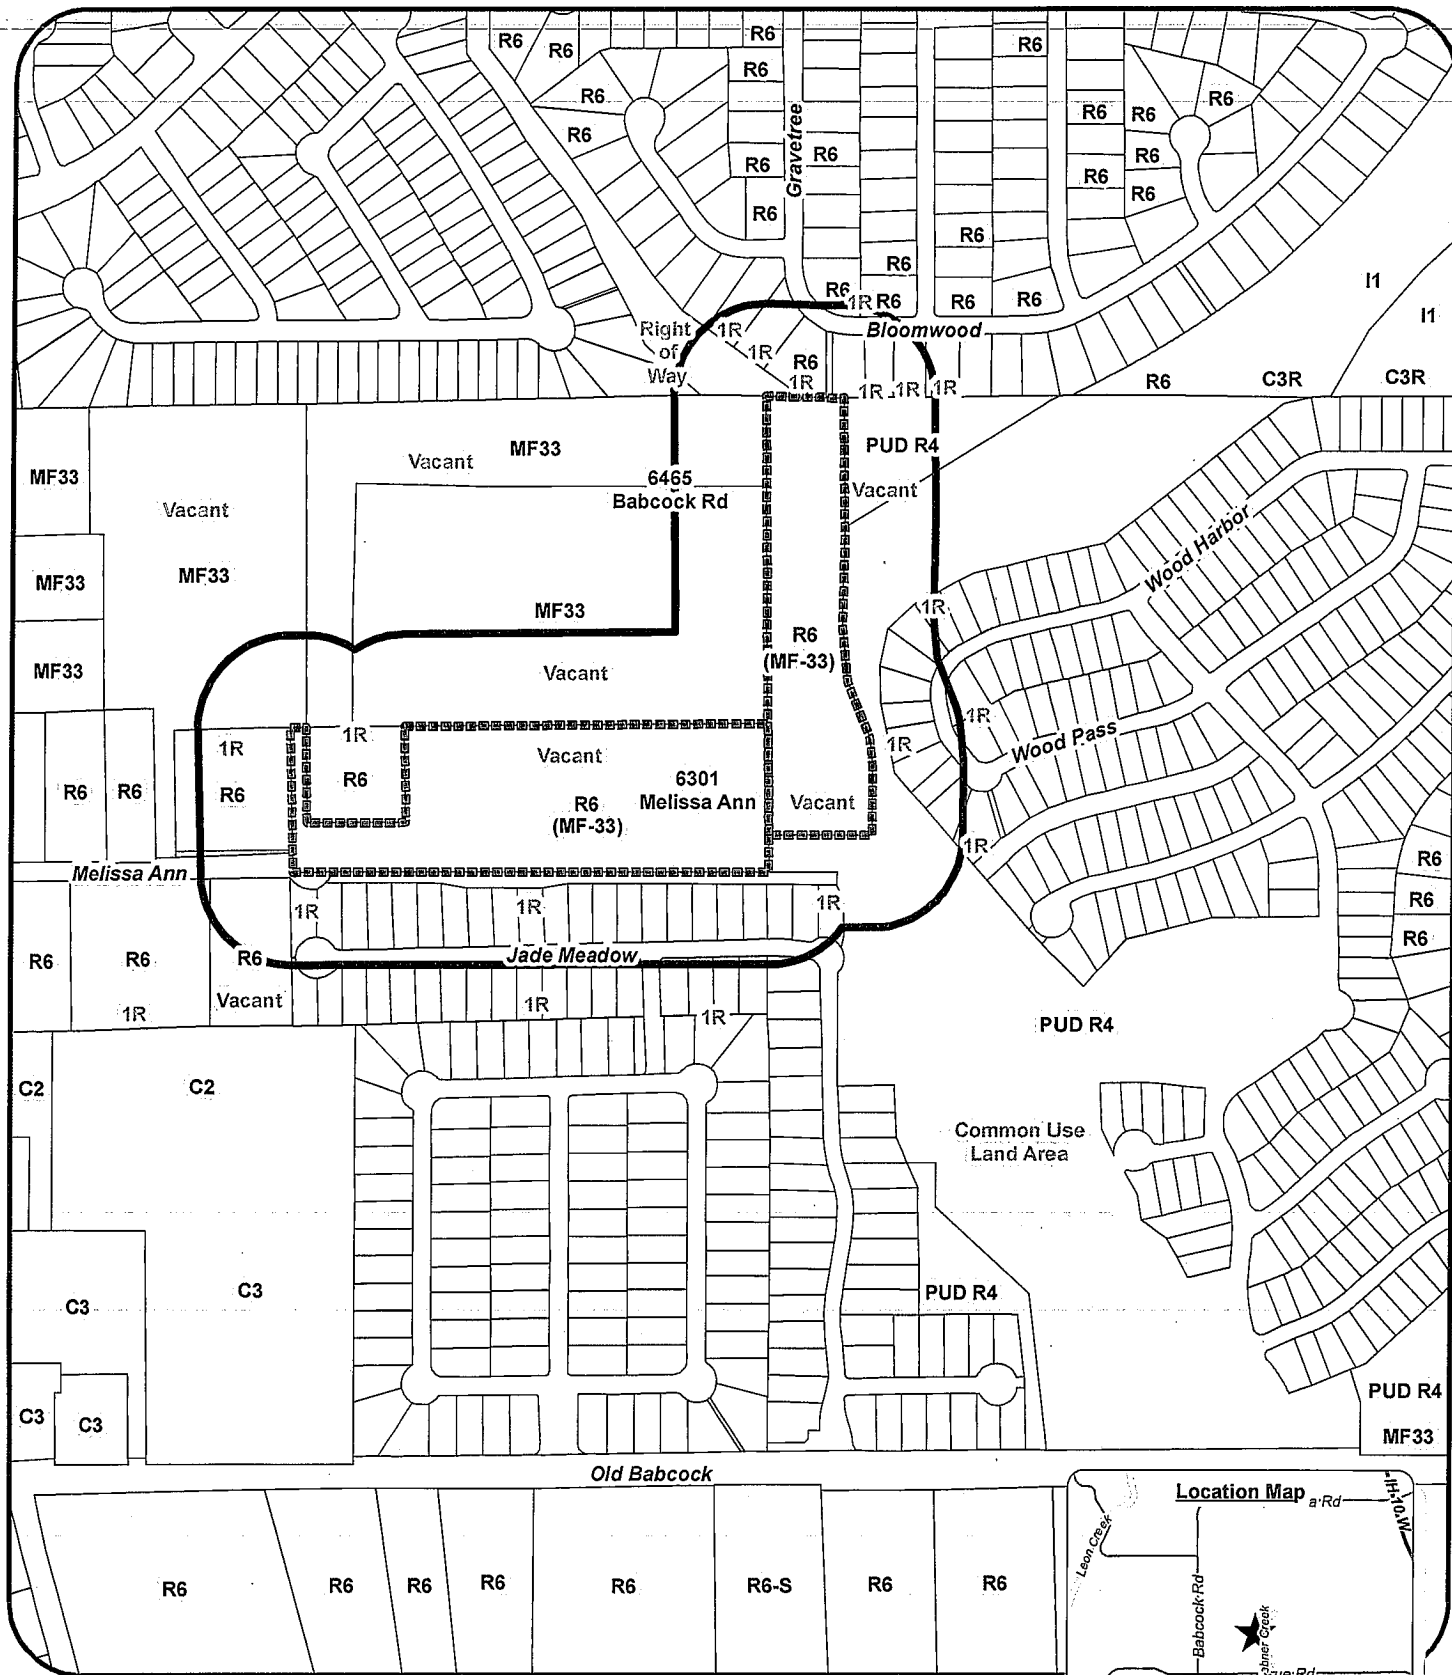 R6
R6
R6
R6
R6
R6
R6
R6
R6
R6
R6
R6
R6
Gravetree
R6
R6
R6
R6
R6
R6
R6
R6
I1
I1
R6
1R
R6
R6
R6
Right
of
Way
1R
Bloomwood
1R
R6
1R
1R
1R
1R
R6
C3R
C3R
MF33
Vacant
MF33
6465
Babcock Rd
PUD R4
Vacant
Vacant
MF33
MF33
MF33
Wood Harbor
1R
MF33
R6
(MF-33)
MF33
Vacant
1R
Wood Pass
1R
1R
1R
Vacant
R6
R6
R6
R6
6301
Melissa Ann
Vacant
R6
(MF-33)
1R
Melissa Ann
R6
R6
R6
1R
1R
1R
R6
R6
R6
Jade Meadow
Vacant
1R
1R
1R
PUD R4
C2
C2
Common Use
Land Area
C3
C3
PUD R4
C3
C3
PUD R4
MF33
Old Babcock
Location Map
a Rd
IH 10 W
Leon Creek
Babcock Rd
R6
R6
R6
R6
R6
R6-S
R6
R6